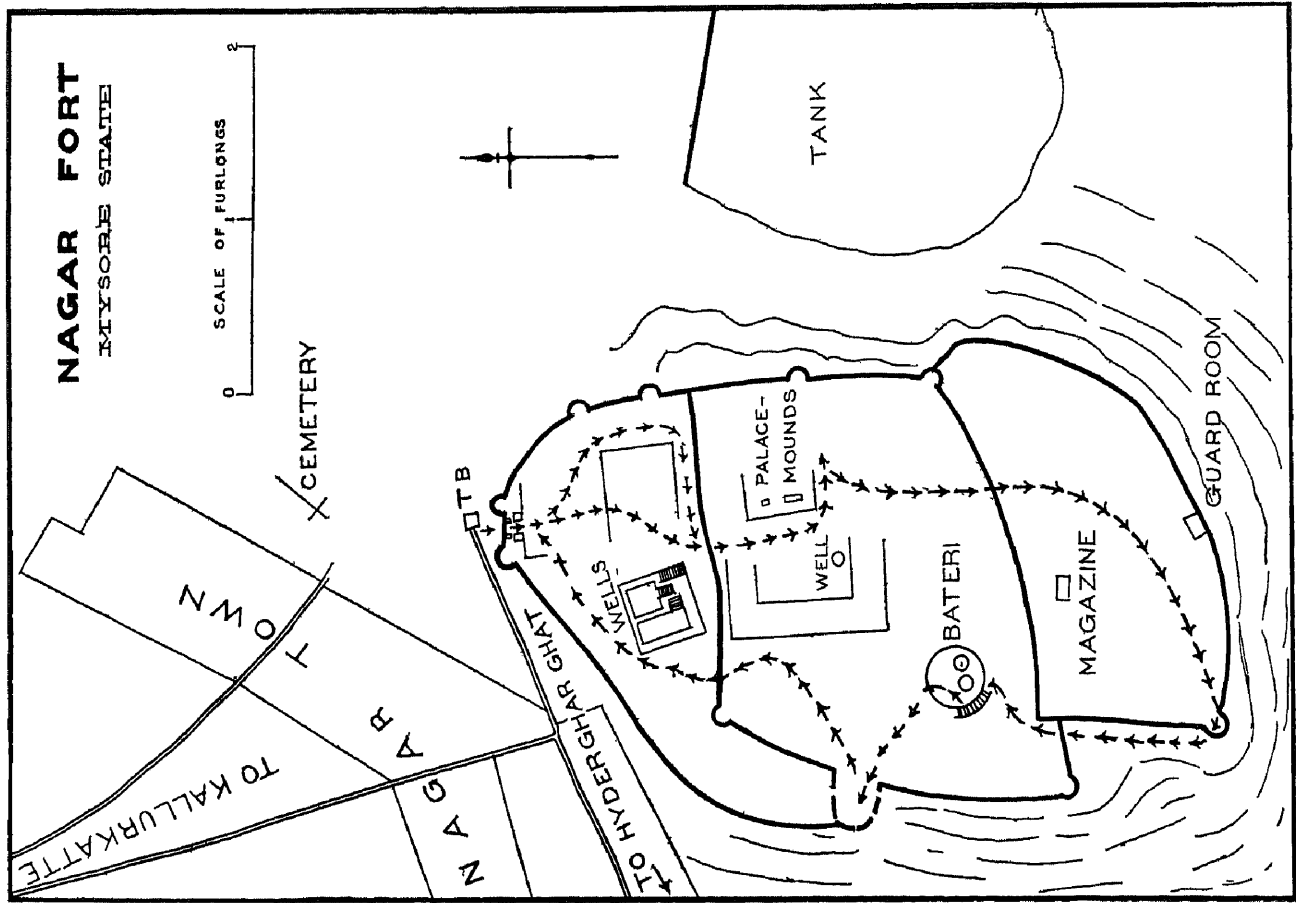 NAGAR FORT
MYSORE STATE
SCALE OF FURLONGS
0 1 2
CEMETERY
TANK
T B
NAGAR TOWN
TO KALLURKATTE
TO HYDERGHAR GHAT
WELLS
PALACE-
MOUNDS
WELL
BATERI
MAGAZINE
GUARD ROOM